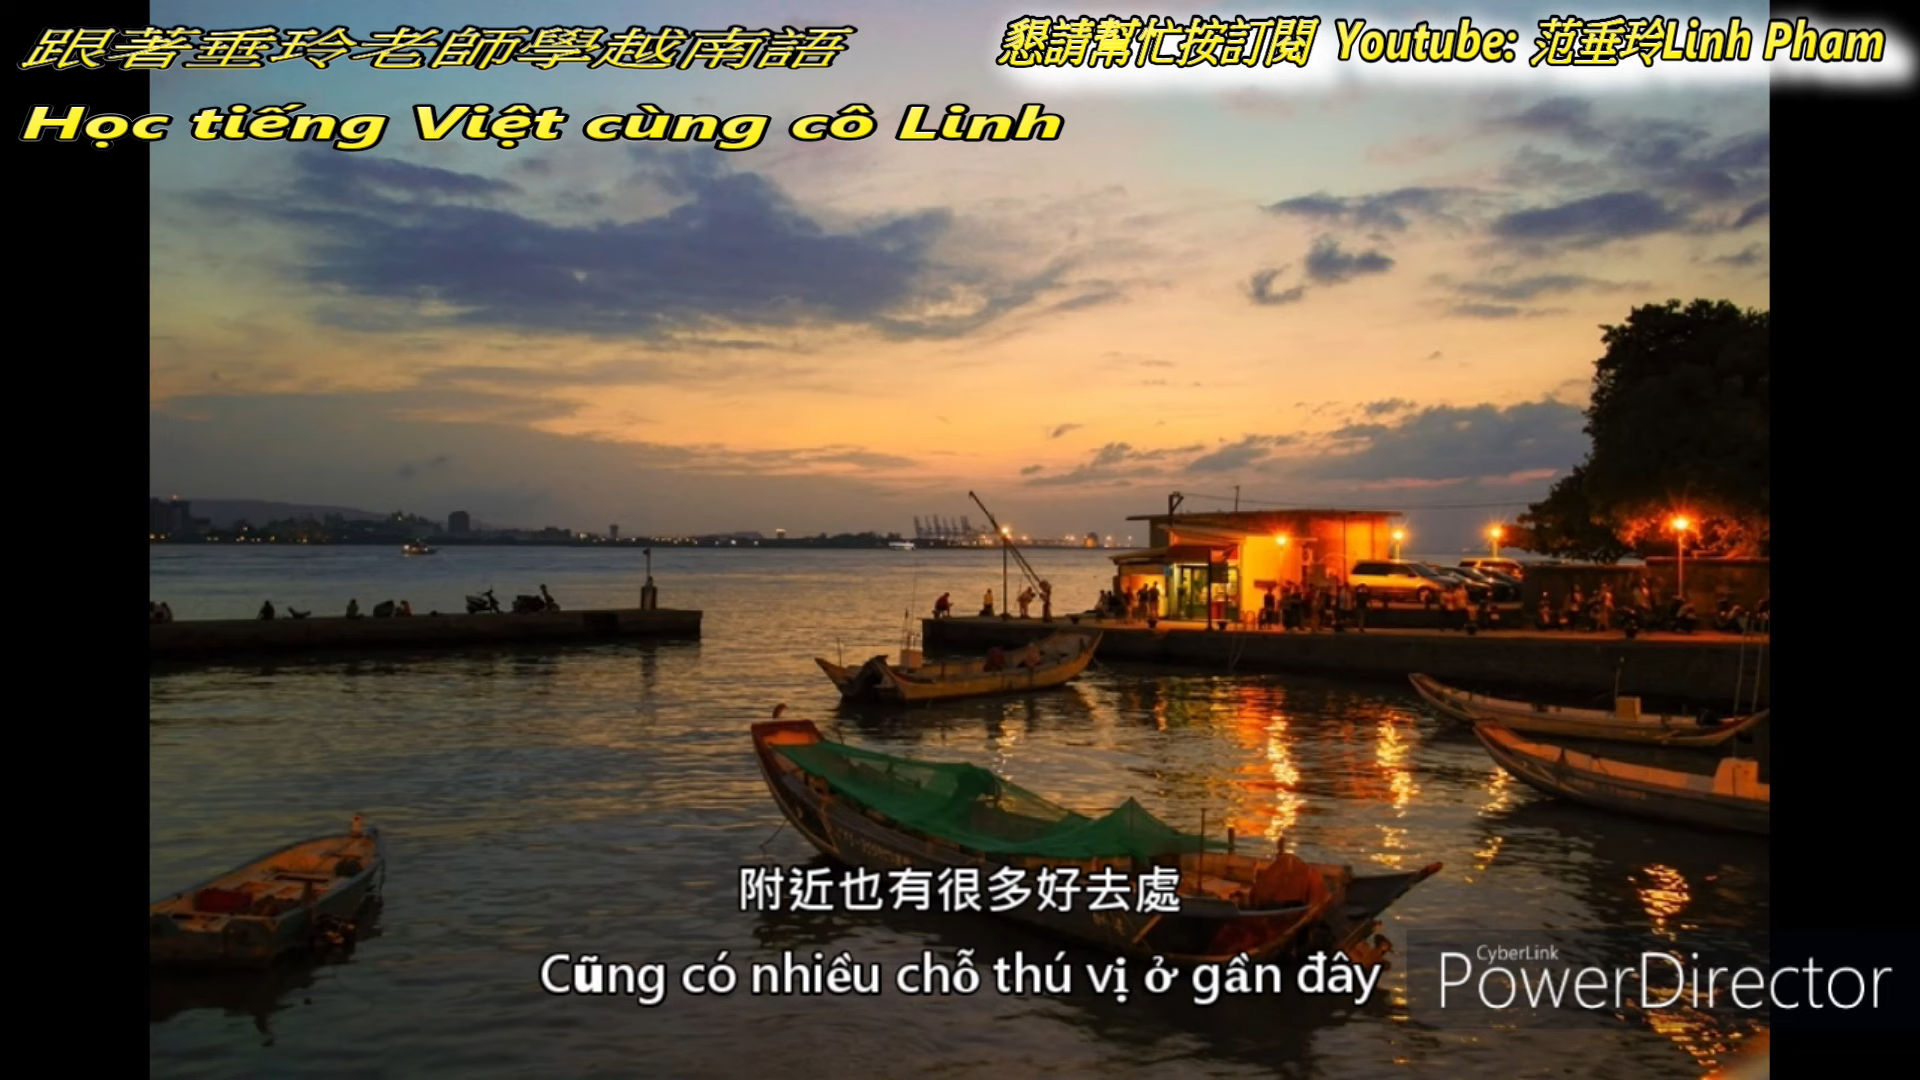 跟著垂玲老師學越南語
懇請幫忙按訂閱 Youtube: 范垂玲Linh Pham
Học tiếng Việt cùng cô Linh
附近也有很多好去處
Cũng có nhiều chỗ thú vị ở gần đây
CyberLink
PowerDirector